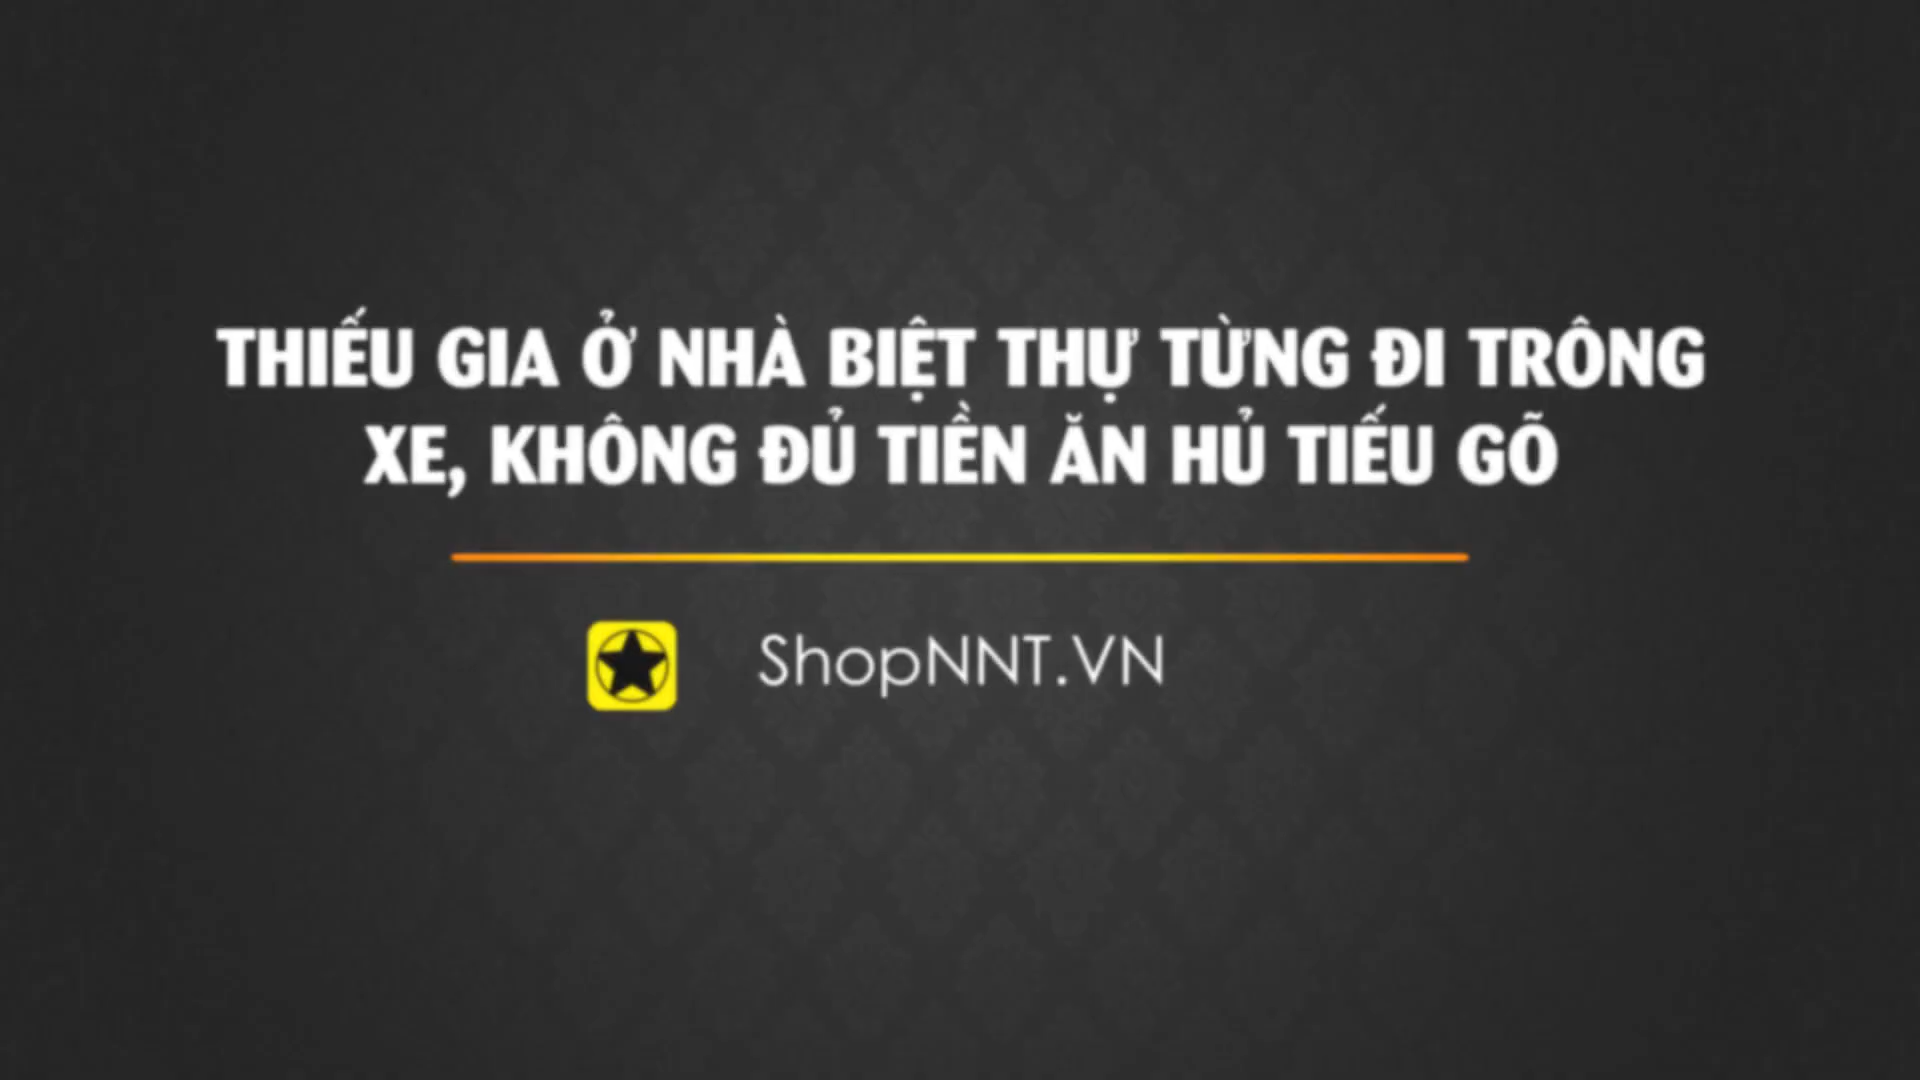 THIẾU GIA Ở NHÀ BIỆT THỰ TỪNG ĐI TRÔNG
XE, KHÔNG ĐỦ TIỀN ĂN HỦ TIẾU GÕ
ShopNNT.VN